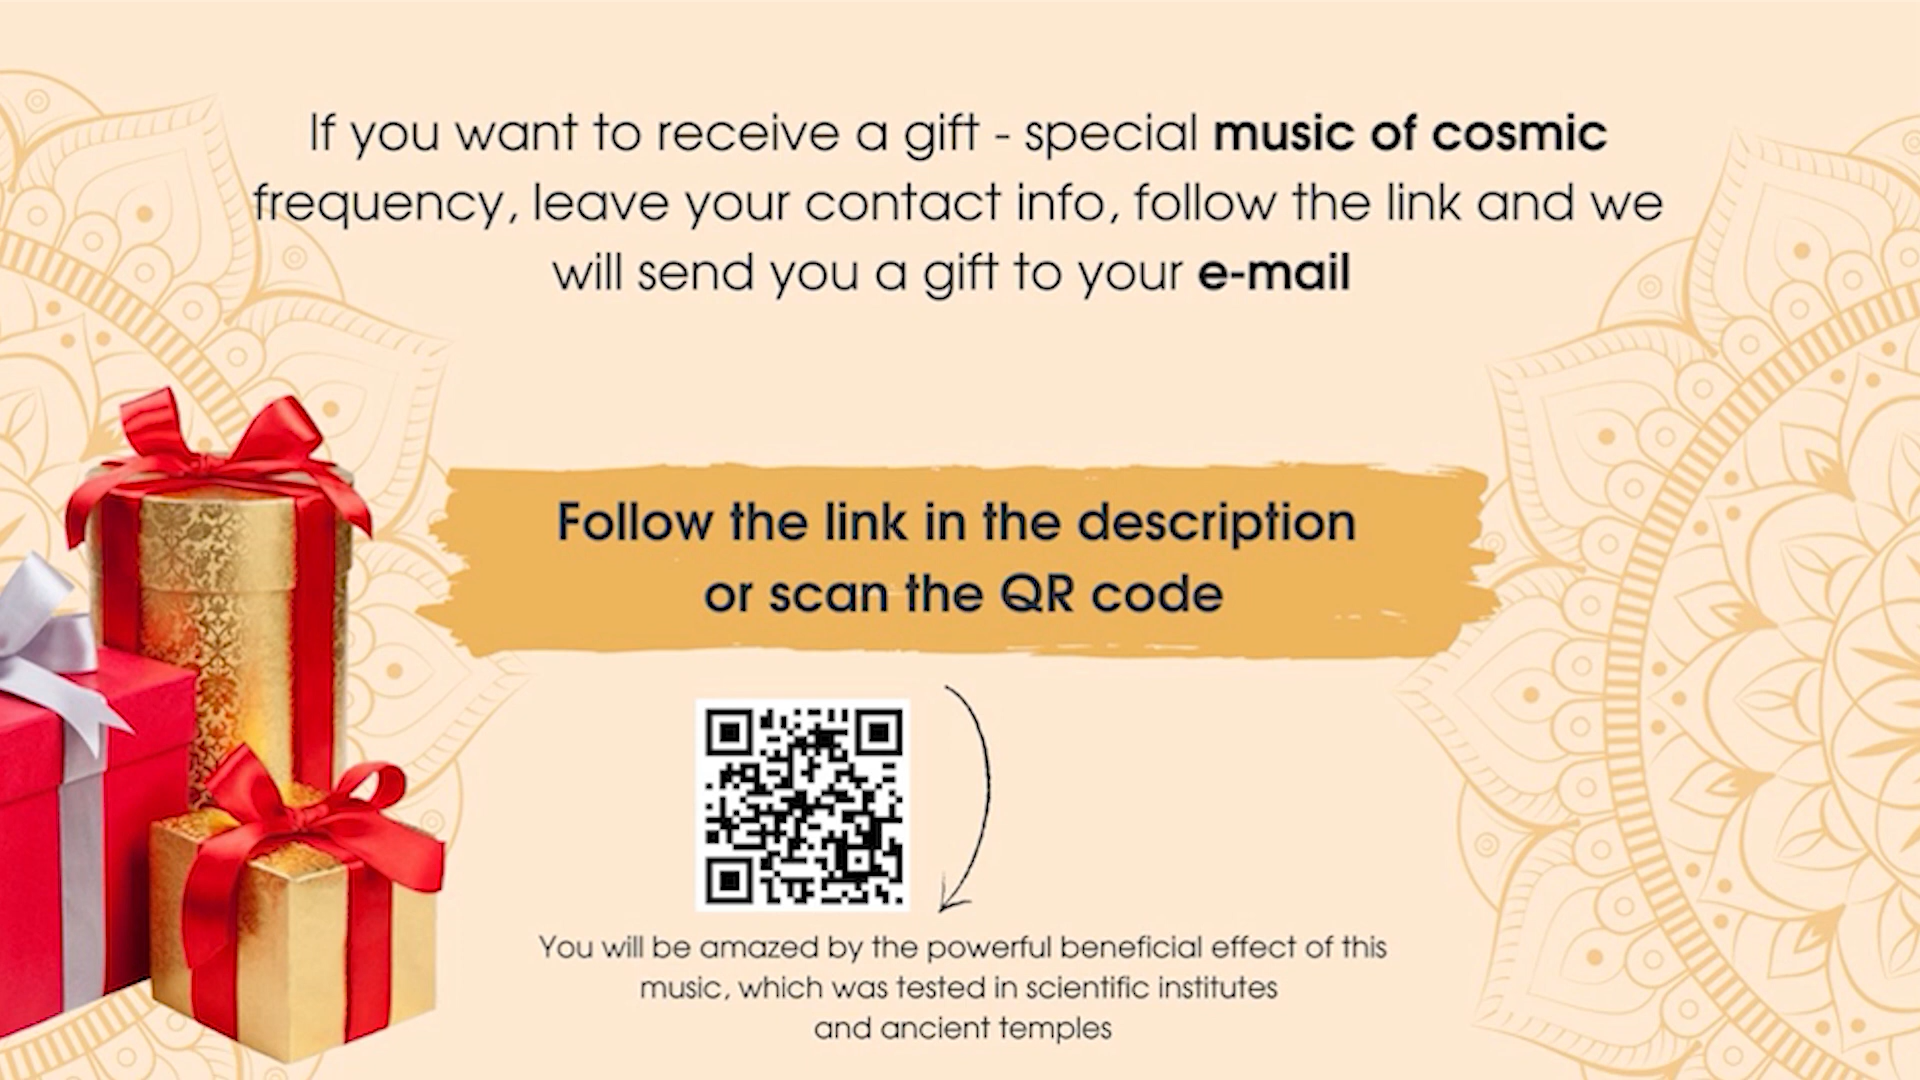 If you want to receive a gift - special music of cosmic
frequency, leave your contact info, follow the link and we
will send you a gift to your e-mail
Follow the link in the description
or scan the QR code
You will be amazed by the powerful beneficial effect of this
music, which was tested in scientific institutes
and ancient temples